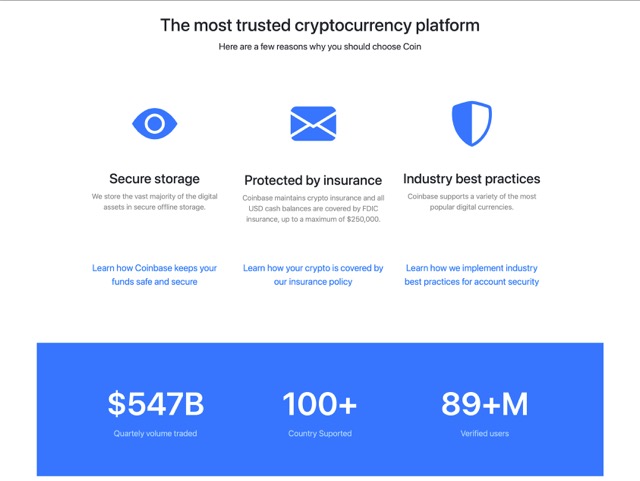 The most trusted cryptocurrency platform
Here are a few reasons why you should choose Coin
Secure storage
We store the vast majority of the digital
assets in secure offline storage.
Learn how Coinbase keeps your
funds safe and secure
Protected by insurance
Coinbase maintains crypto insurance and all
USD cash balances are covered by FDIC
insurance, up to a maximum of $250,000.
Learn how your crypto is covered by
our insurance policy
Industry best practices
Coinbase supports a variety of the most
popular digital currencies.
Learn how we implement industry
best practices for account security
$547B
Quartely volume traded
100+
Country Suported
89+M
Verified users